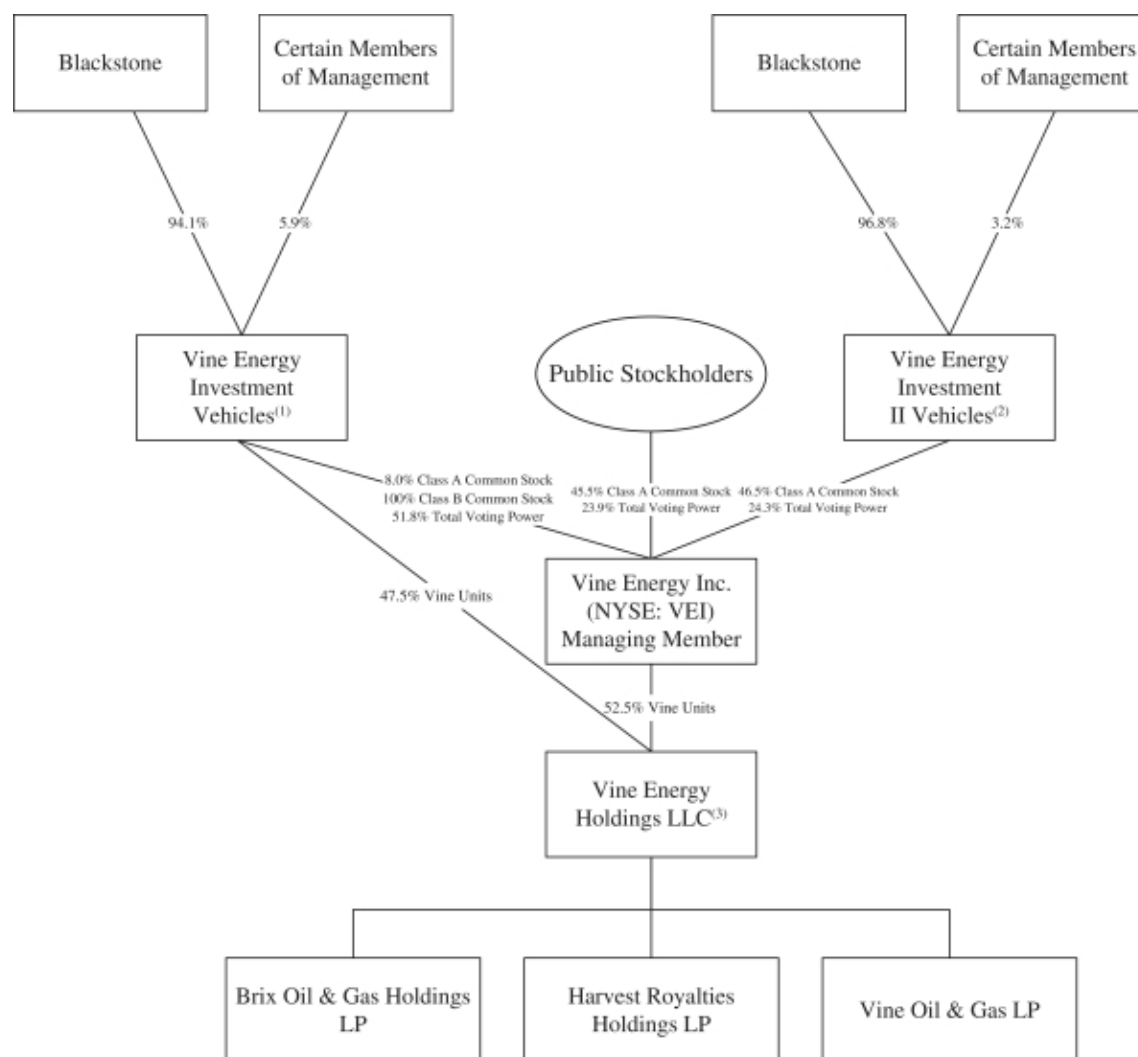 Blackstone
Certain Members
of Management
Blackstone
Certain Members
of Management
94.1%
5.9%
96.8%
3.2%
Vine Energy
Investment
Vehicles(1)
Public Stockholders
Vine Energy
Investment
II Vehicles(2)
8.0% Class A Common Stock
100% Class B Common Stock
51.8% Total Voting Power
45.5% Class A Common Stock
23.9% Total Voting Power
46.5% Class A Common Stock
24.3% Total Voting Power
47.5% Vine Units
Vine Energy Inc.
(NYSE: VEI)
Managing Member
52.5% Vine Units
Vine Energy
Holdings LLC(3)
Brix Oil & Gas Holdings
LP
Harvest Royalties
Holdings LP
Vine Oil & Gas LP